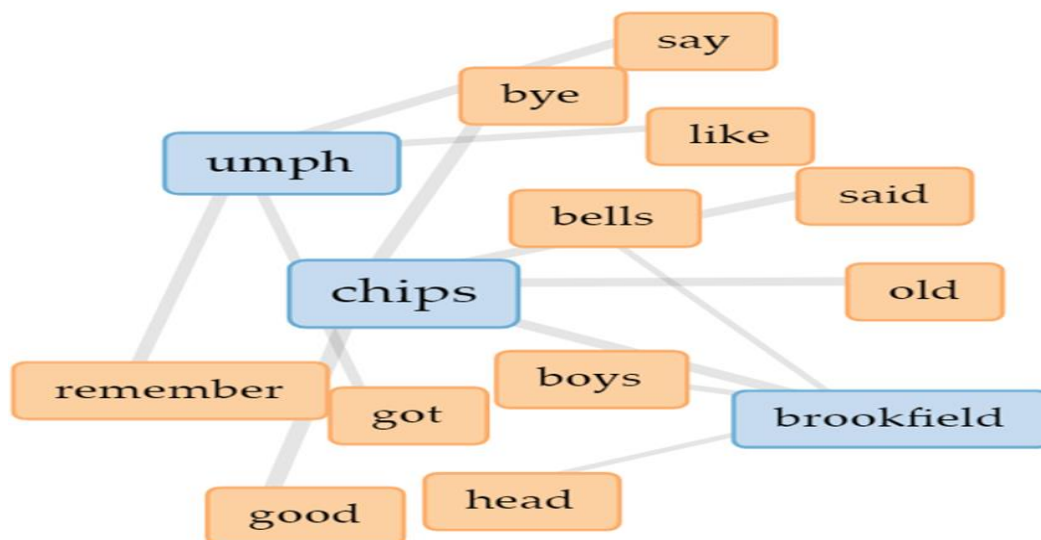 say
bye
like
umph
said
bells
chips
old
boys
remember
got
brookfield
head
good